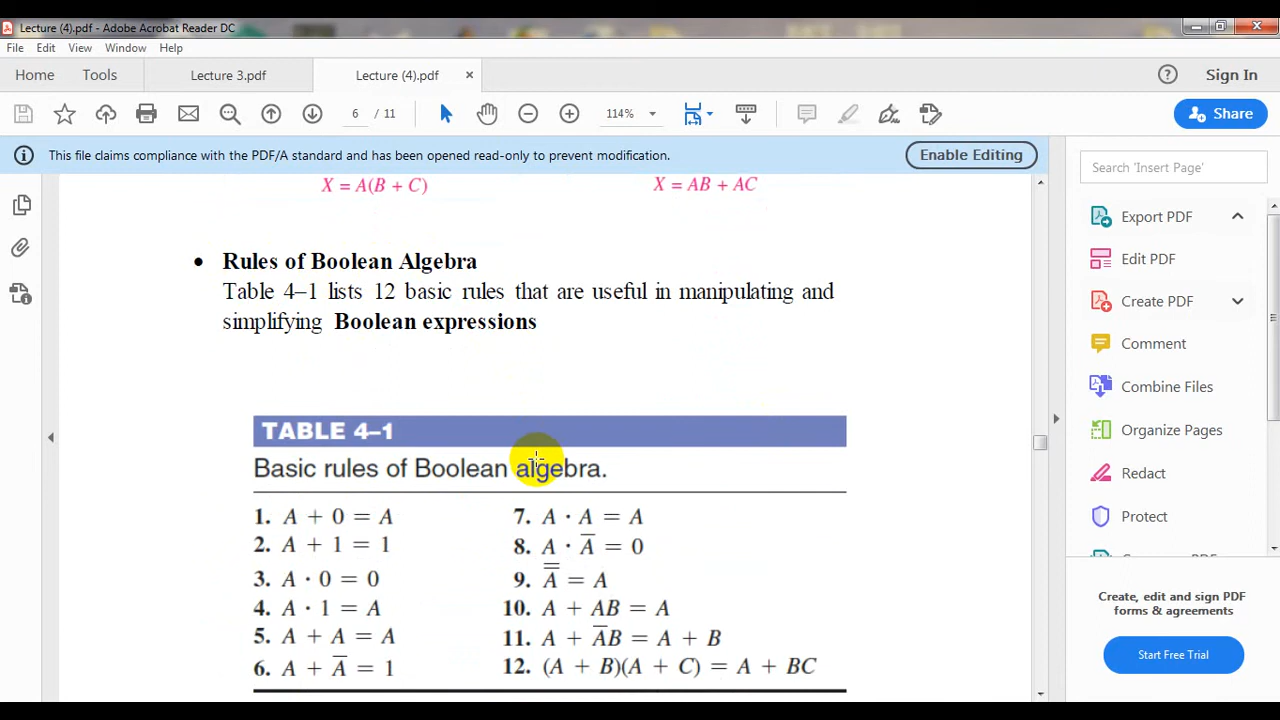 Lecture (4).pdf - Adobe Acrobat Reader DC
File Edit View Window Help
Home Tools Lecture 3.pdf Lecture (4).pdf × ? Sign In
6 / 11 114% Share
This file claims compliance with the PDF/A standard and has been opened read-only to prevent modification. Enable Editing
X = A(B + C) X = AB + AC
• Rules of Boolean Algebra
Table 4–1 lists 12 basic rules that are useful in manipulating and
simplifying Boolean expressions
TABLE 4–1
Basic rules of Boolean algebra.
1. A + 0 = A
2. A + 1 = 1
3. A · 0 = 0
4. A · 1 = A
5. A + A = A
6. A + A̅ = 1
7. A · A = A
8. A · A̅ = 0
9. A̿ = A
10. A + AB = A
11. A + A̅B = A + B
12. (A + B)(A + C) = A + BC
Search 'Insert Page'
Export PDF
Edit PDF
Create PDF
Comment
Combine Files
Organize Pages
Redact
Protect
Create, edit and sign PDF
forms & agreements
Start Free Trial